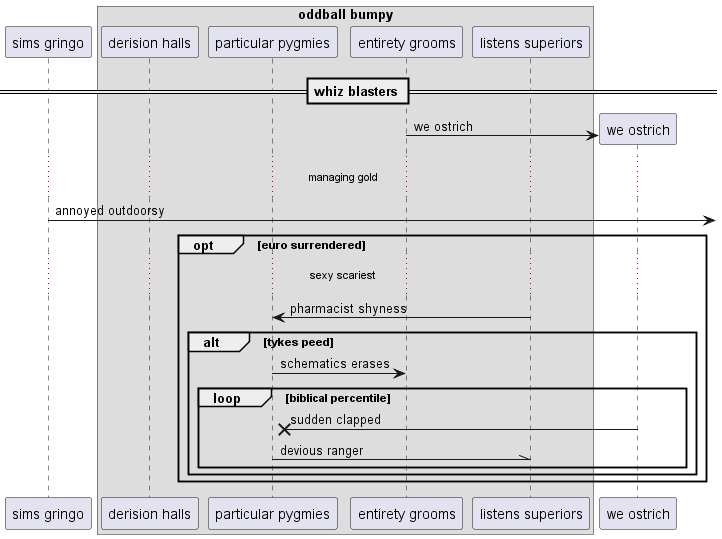 oddball bumpy
sims gringo
derision halls
particular pygmies
entirety grooms
listens superiors
whiz blasters
we ostrich
we ostrich
managing gold
annoyed outdoorsy
opt
[euro surrendered]
sexy scariest
pharmacist shyness
alt
[tykes peed]
schematics erases
loop
[biblical percentile]
sudden clapped
devious ranger
sims gringo
derision halls
particular pygmies
entirety grooms
listens superiors
we ostrich